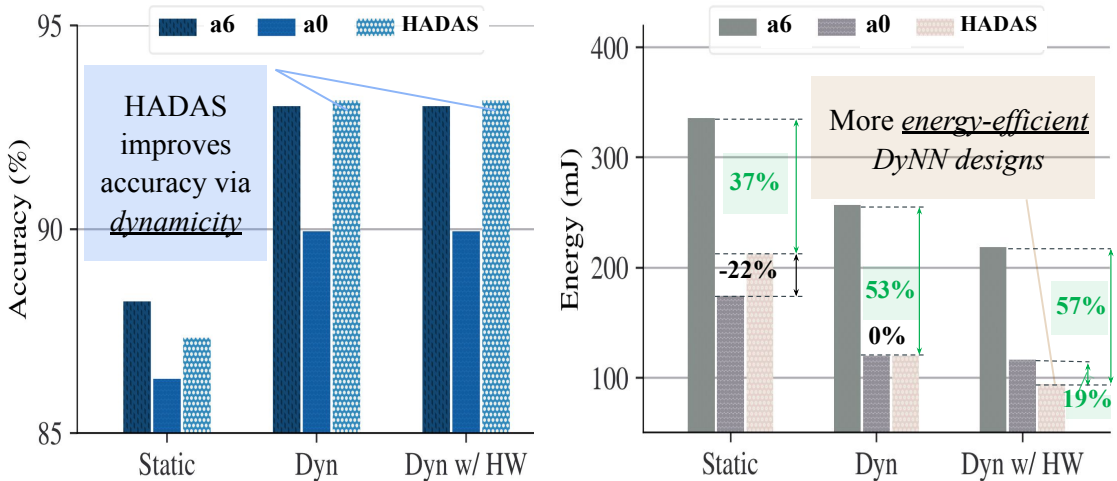 a6 a0 HADAS
95
90
85
Accuracy (%)
HADAS
improves
accuracy via
dynamicity
Static Dyn Dyn w/ HW
a6 a0 HADAS
400
300
200
100
Energy (mJ)
More energy-efficient
DyNN designs
37%
-22%
53%
0%
57%
19%
Static Dyn Dyn w/ HW